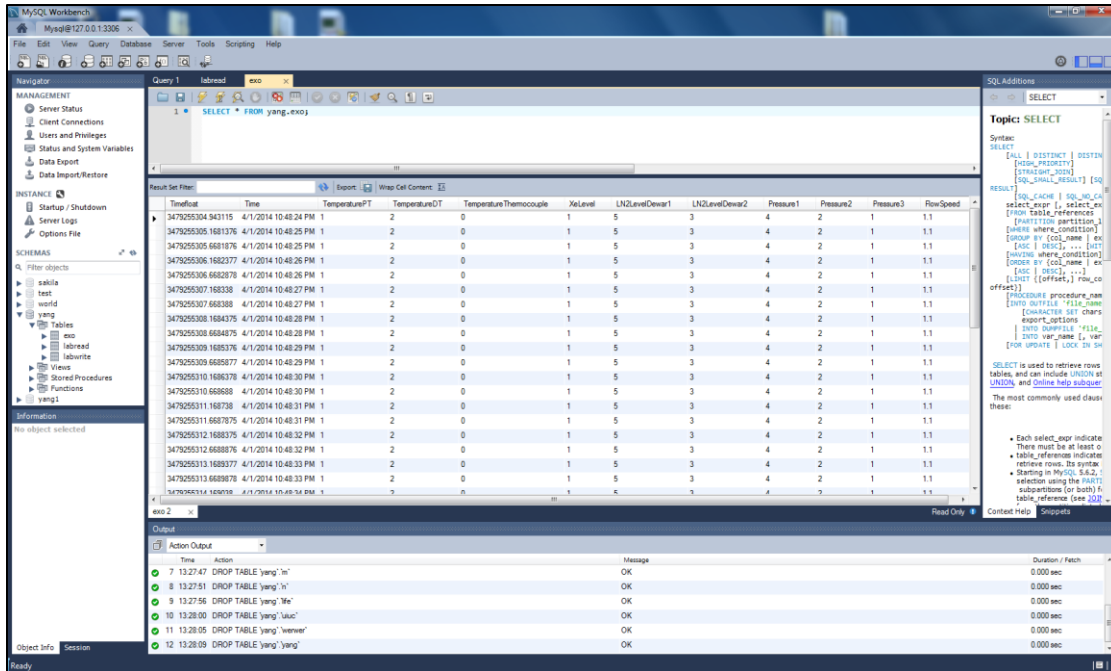 MySQL Workbench
Mysql@127.0.0.1:3306
File Edit View Query Database Server Tools Scripting Help
Navigator
MANAGEMENT
Server Status
Client Connections
Users and Privileges
Status and System Variables
Data Export
Data Import/Restore
INSTANCE
Startup / Shutdown
Server Logs
Options File
SCHEMAS
Filter objects
sakila
test
world
yang
Tables
exo
labread
labwrite
Views
Stored Procedures
Functions
yang1
Information
No object selected
Object Info Session
Ready
Query 1 labread exo
1 SELECT * FROM yang.exo;
Result Set Filter: Export: Wrap Cell Content:
Timefloat Time TemperaturePT TemperatureDT TemperatureThermocouple XeLevel LN2LevelDewar1 LN2LevelDewar2 Pressure1 Pressure2 Pressure3 FlowSpeed
3479255304.943115 4/1/2014 10:48:24 PM 1 2 0 1 5 3 4 2 1 1.1
3479255305.1681376 4/1/2014 10:48:25 PM 1 2 0 1 5 3 4 2 1 1.1
3479255305.6681876 4/1/2014 10:48:25 PM 1 2 0 1 5 3 4 2 1 1.1
3479255306.1682377 4/1/2014 10:48:26 PM 1 2 0 1 5 3 4 2 1 1.1
3479255306.6682878 4/1/2014 10:48:26 PM 1 2 0 1 5 3 4 2 1 1.1
3479255307.168338 4/1/2014 10:48:27 PM 1 2 0 1 5 3 4 2 1 1.1
3479255307.668388 4/1/2014 10:48:27 PM 1 2 0 1 5 3 4 2 1 1.1
3479255308.1684375 4/1/2014 10:48:28 PM 1 2 0 1 5 3 4 2 1 1.1
3479255308.6684875 4/1/2014 10:48:28 PM 1 2 0 1 5 3 4 2 1 1.1
3479255309.1685376 4/1/2014 10:48:29 PM 1 2 0 1 5 3 4 2 1 1.1
3479255309.6685877 4/1/2014 10:48:29 PM 1 2 0 1 5 3 4 2 1 1.1
3479255310.1686378 4/1/2014 10:48:30 PM 1 2 0 1 5 3 4 2 1 1.1
3479255310.668688 4/1/2014 10:48:30 PM 1 2 0 1 5 3 4 2 1 1.1
3479255311.168738 4/1/2014 10:48:31 PM 1 2 0 1 5 3 4 2 1 1.1
3479255311.6687875 4/1/2014 10:48:31 PM 1 2 0 1 5 3 4 2 1 1.1
3479255312.1688375 4/1/2014 10:48:32 PM 1 2 0 1 5 3 4 2 1 1.1
3479255312.6688876 4/1/2014 10:48:32 PM 1 2 0 1 5 3 4 2 1 1.1
3479255313.1689377 4/1/2014 10:48:33 PM 1 2 0 1 5 3 4 2 1 1.1
3479255313.6689878 4/1/2014 10:48:33 PM 1 2 0 1 5 3 4 2 1 1.1
3479255314.169038 4/1/2014 10:48:34 PM 1 2 0 1 5 3 4 2 1 1.1
exo 2 Read Only
Output
Action Output
Time Action Message Duration / Fetch
7 13:27:47 DROP TABLE 'yang'.'m' OK 0.000 sec
8 13:27:51 DROP TABLE 'yang'.'n' OK 0.000 sec
9 13:27:56 DROP TABLE 'yang'.'life' OK 0.000 sec
10 13:28:00 DROP TABLE 'yang'.'uiuc' OK 0.000 sec
11 13:28:05 DROP TABLE 'yang'.'wenwer' OK 0.000 sec
12 13:28:09 DROP TABLE 'yang'.'yang' OK 0.000 sec
SQL Additions
SELECT
Topic: SELECT
Syntax:
SELECT
[ALL | DISTINCT | DISTIN
[HIGH_PRIORITY]
[STRAIGHT_JOIN]
[SQL_SMALL_RESULT] [SQ
RESULT]
[SQL_CACHE | SQL_NO_CA
select_expr [, select_ex
[FROM table_references
[PARTITION partition_l
[WHERE where_condition]
[GROUP BY {col_name | ex
[ASC | DESC], ... [WIT
[HAVING where_condition]
[ORDER BY {col_name | ex
[ASC | DESC], ...]
[LIMIT {[offset,] row_co
offset}]
[PROCEDURE procedure_nam
[INTO OUTFILE 'file_name
[CHARACTER SET chars
export_options
| INTO DUMPFILE 'file_
| INTO var_name [, var
[FOR UPDATE | LOCK IN SH
SELECT is used to retrieve rows
tables, and can include UNION st
UNION, and Online help subquer
The most commonly used clause
these:
Each select_expr indicate
There must be at least o
table_references indicates
retrieve rows. Its syntax
Starting in MySQL 5.6.2, S
selection using the PARTI
subpartitions (or both) f
table_reference (see JOIN
Context Help Snippets